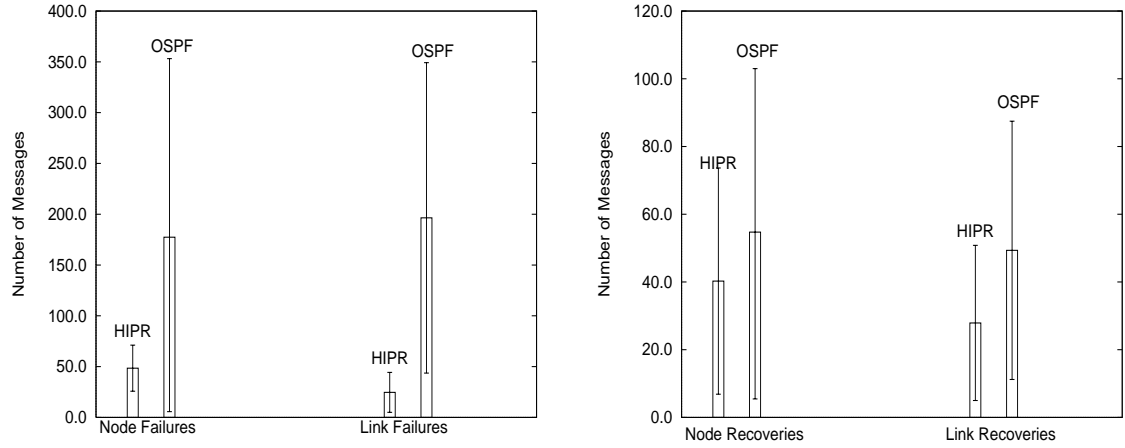 400.0
350.0
300.0
250.0
200.0
150.0
100.0
50.0
0.0
Number of Messages
HIPR
OSPF
HIPR
OSPF
Node Failures
Link Failures
120.0
100.0
80.0
60.0
40.0
20.0
0.0
Number of Messages
HIPR
OSPF
HIPR
OSPF
Node Recoveries
Link Recoveries